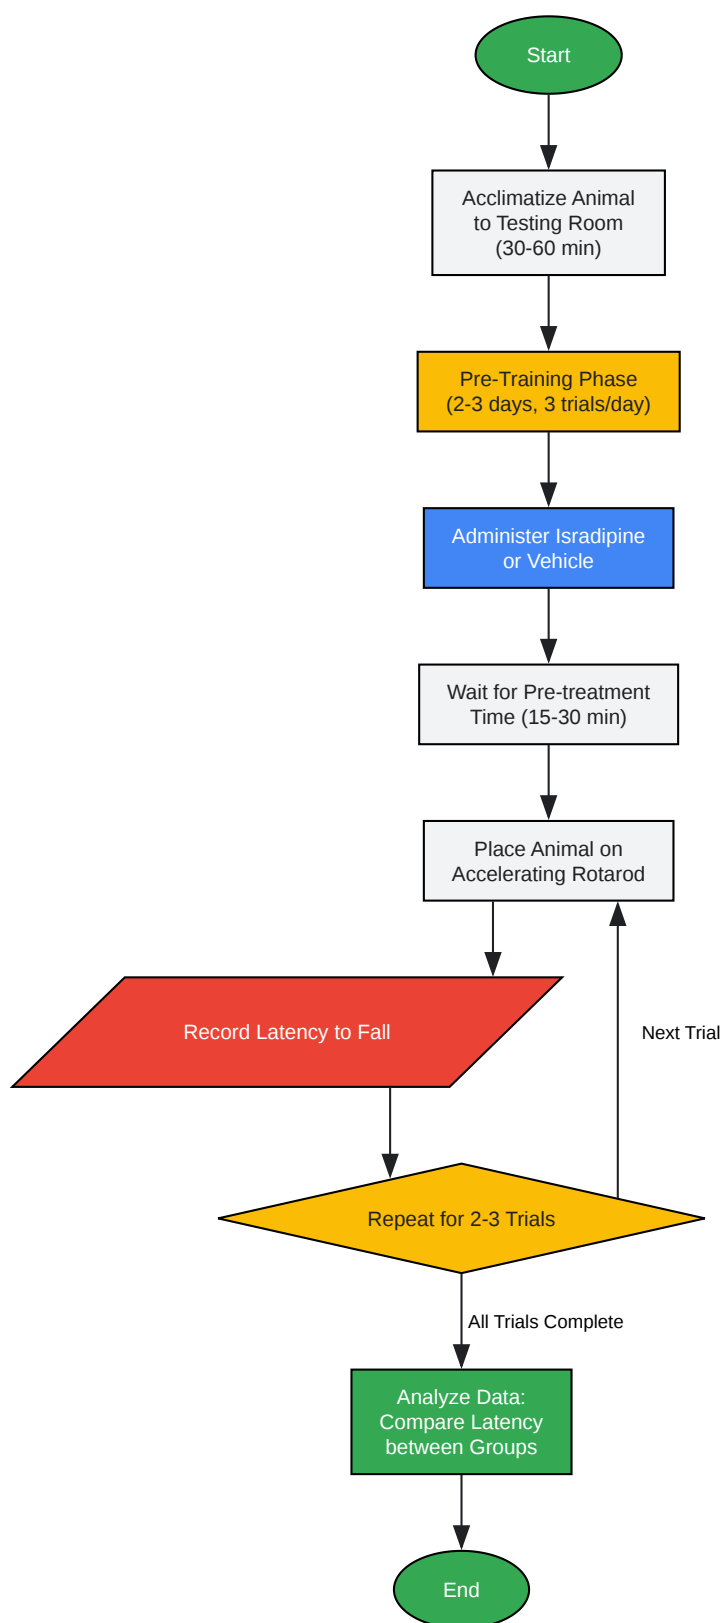 Start
Acclimatize Animal
to Testing Room
(30-60 min)
Pre-Training Phase
(2-3 days, 3 trials/day)
Administer Isradipine
or Vehicle
Wait for Pre-treatment
Time (15-30 min)
Place Animal on
Accelerating Rotarod
Record Latency to Fall
Next Trial
Repeat for 2-3 Trials
All Trials Complete
Analyze Data:
Compare Latency
between Groups
End